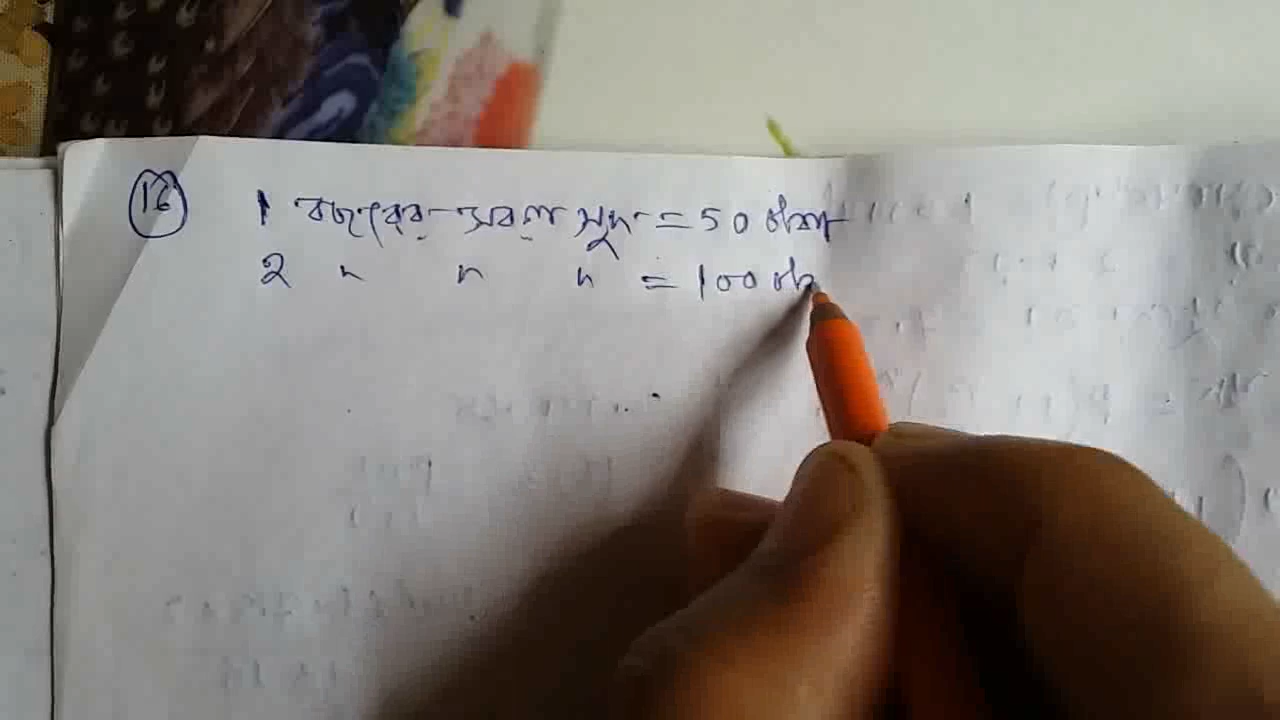 16 1 বছরের সরল সুদ = 50 টাকা
2 " " " = 100 টা